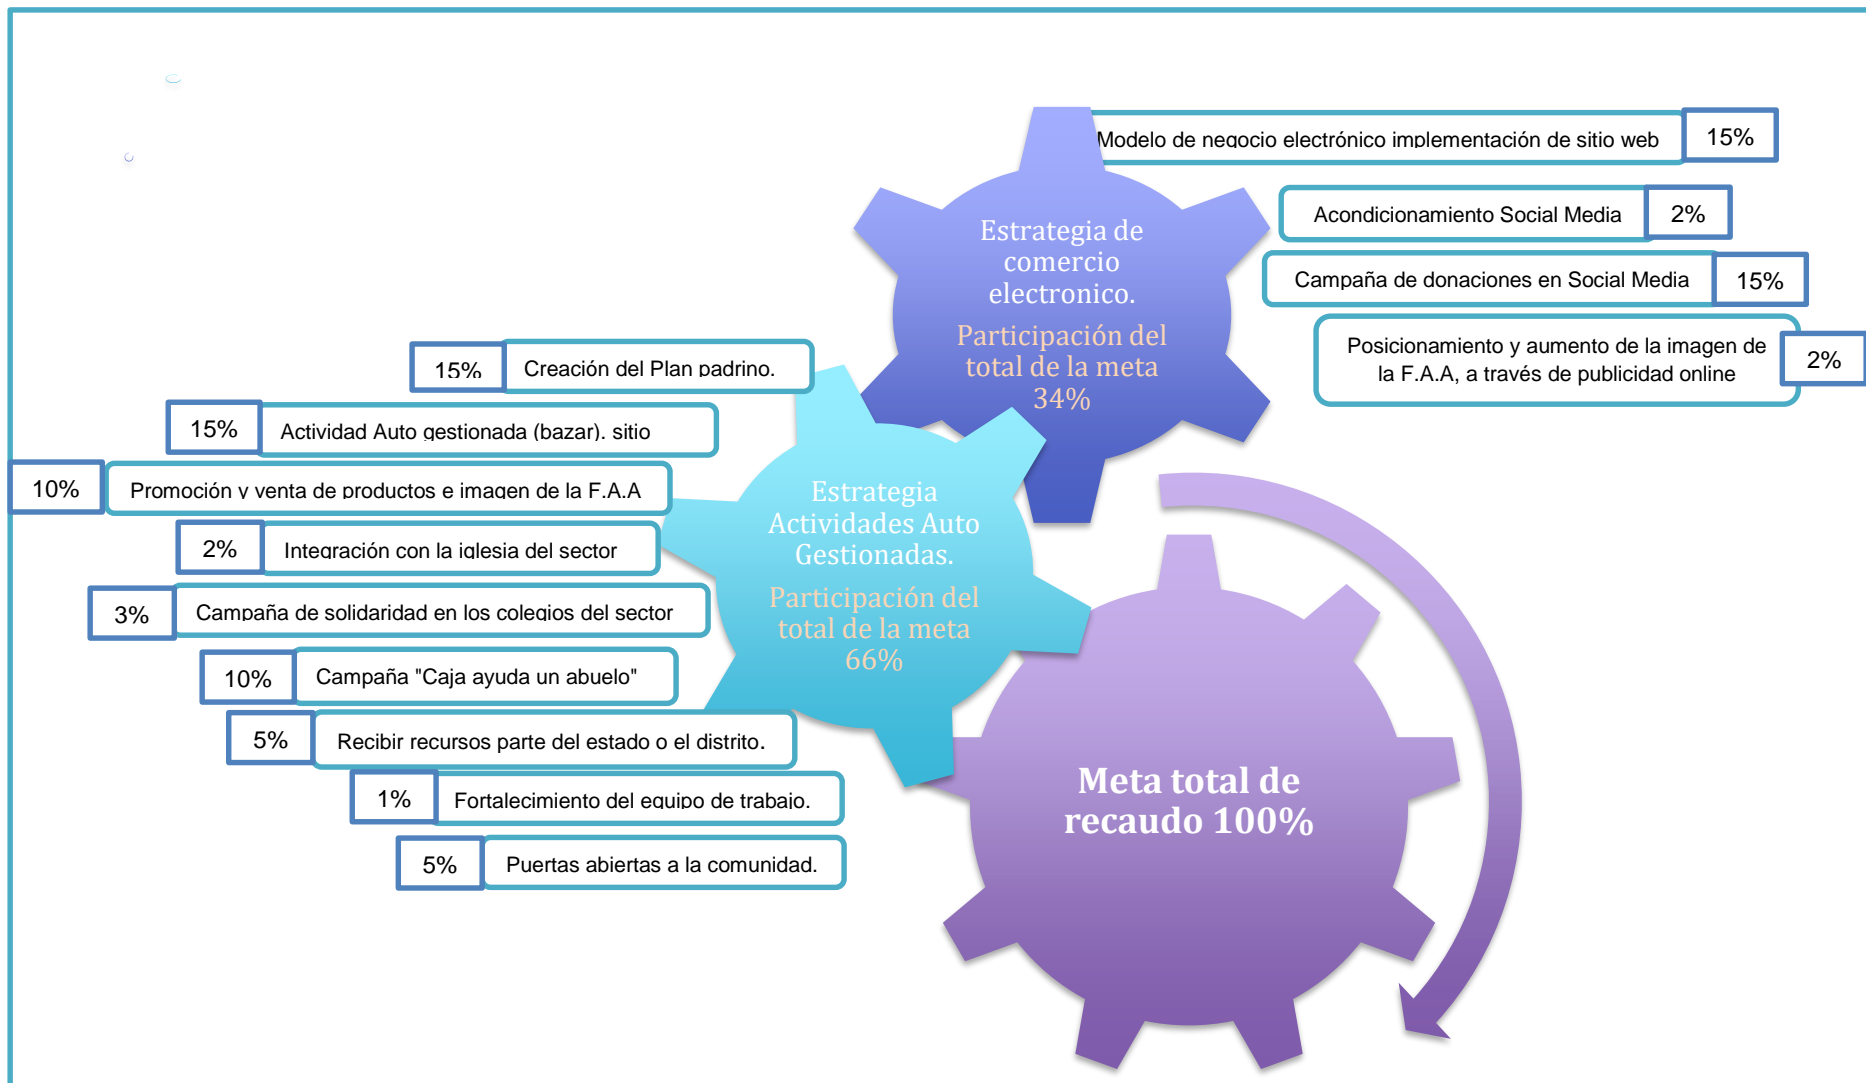 Modelo de negocio electrónico implementación de sitio web
15%
Acondicionamiento Social Media
2%
Campaña de donaciones en Social Media
15%
Posicionamiento y aumento de la imagen de
la F.A.A, a través de publicidad online
2%
Estrategia de
comercio
electronico.
Participación del
total de la meta
34%
15%
Creación del Plan padrino.
15%
Actividad Auto gestionada (bazar). sitio
10%
Promoción y venta de productos e imagen de la F.A.A
2%
Integración con la iglesia del sector
3%
Campaña de solidaridad en los colegios del sector
10%
Campaña "Caja ayuda un abuelo"
5%
Recibir recursos parte del estado o el distrito.
1%
Fortalecimiento del equipo de trabajo.
5%
Puertas abiertas a la comunidad.
Estrategia
Actividades Auto
Gestionadas.
Participación del
total de la meta
66%
Meta total de
recaudo 100%